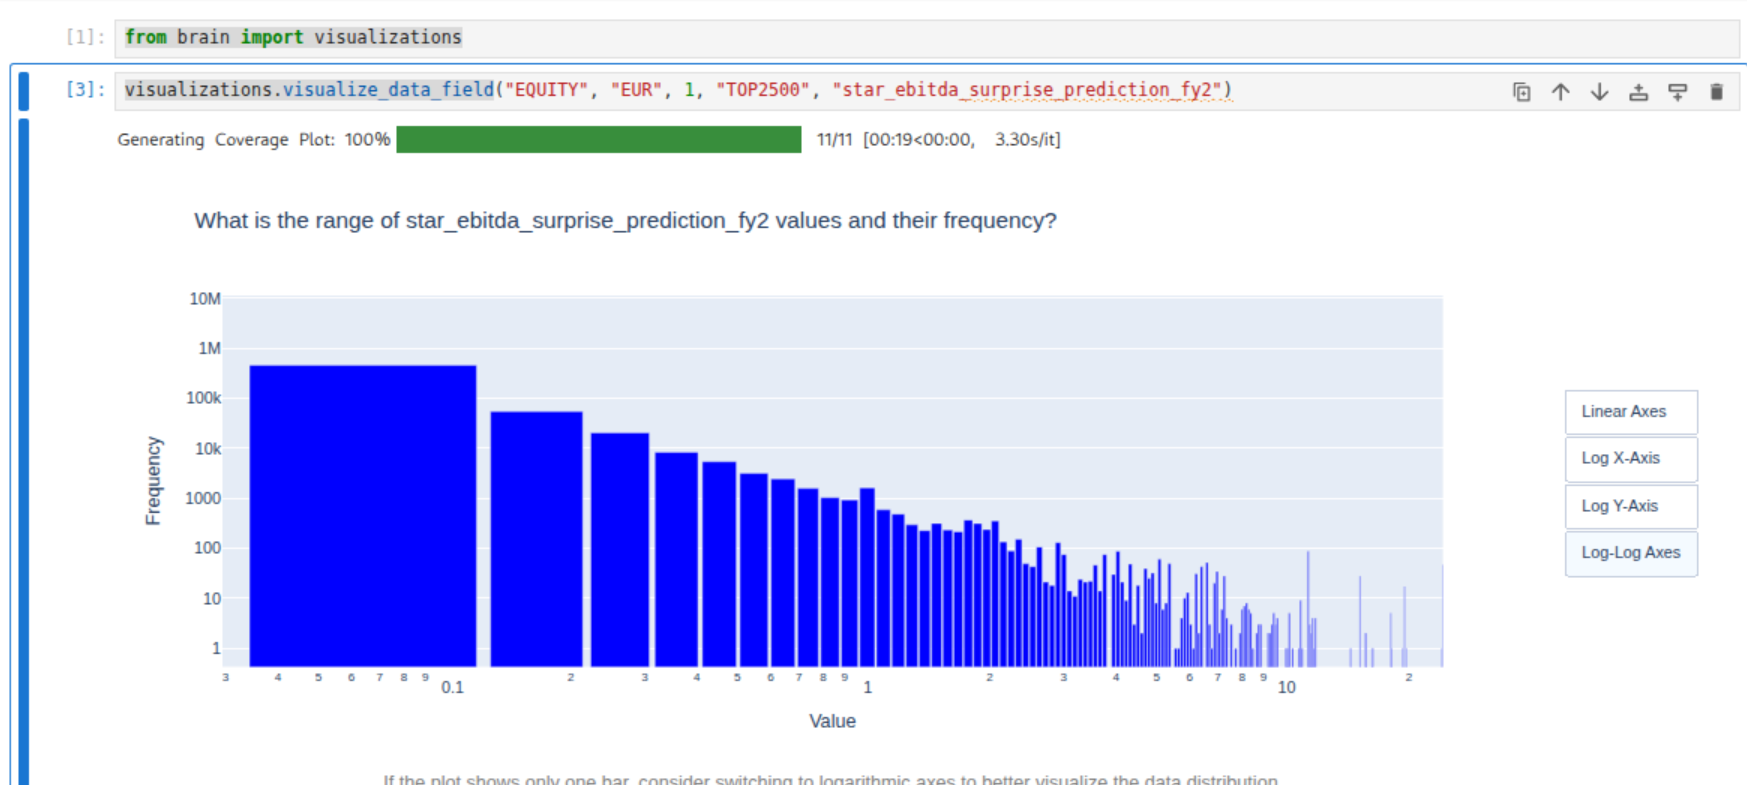 [1]: from brain import visualizations
[3]: visualizations.visualize_data_field("EQUITY", "EUR", 1, "TOP2500", "star_ebitda_surprise_prediction_fy2")
Generating Coverage Plot: 100% 11/11 [00:19<00:00, 3.30s/it]
What is the range of star_ebitda_surprise_prediction_fy2 values and their frequency?
10M
1M
100k
10k
1000
100
10
1
Frequency
3 4 5 6 7 8 9 0.1 2 3 4 5 6 7 8 9 1 2 3 4 5 6 7 8 9 10 2
Value
Linear Axes
Log X-Axis
Log Y-Axis
Log-Log Axes
If the plot shows only one bar, consider switching to logarithmic axes to better visualize the data distribution